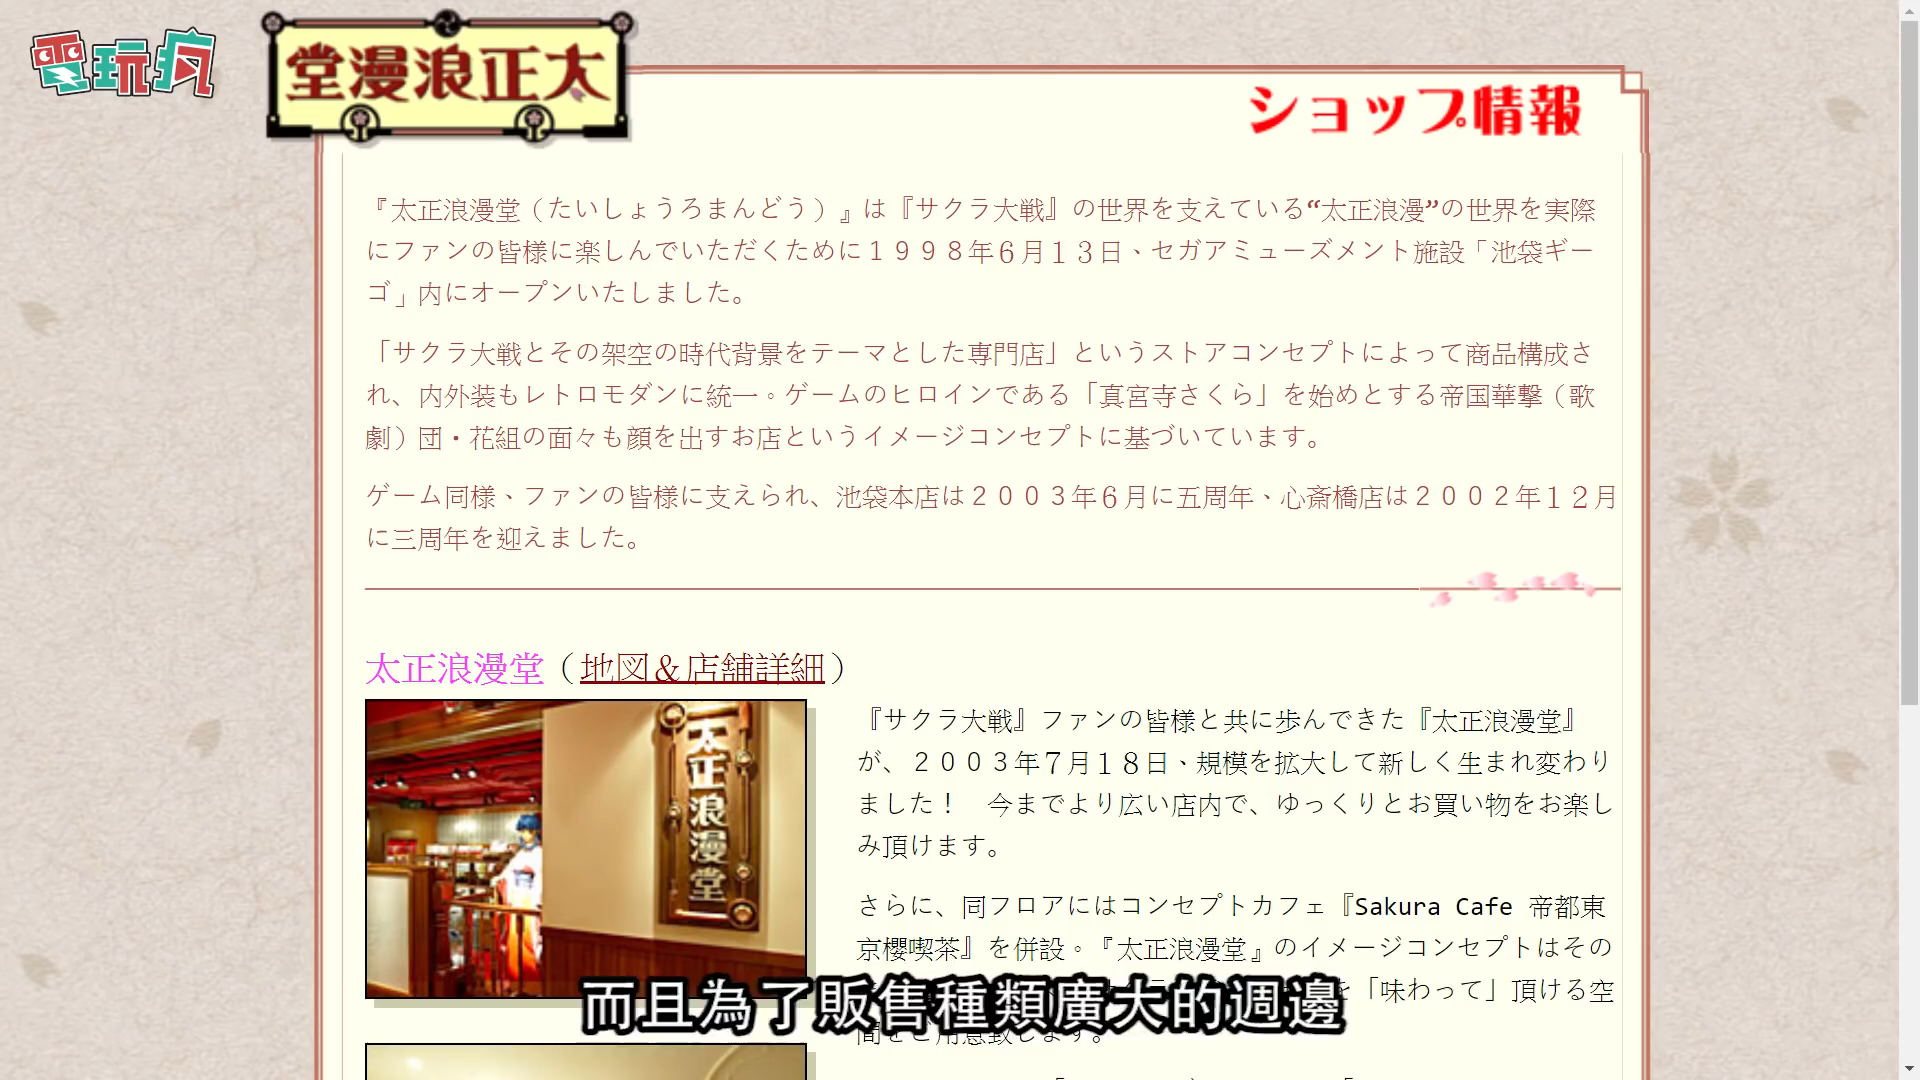 電玩瘋
太正浪漫堂
ショップ情報
『太正浪漫堂（たいしょうろまんどう）』は『サクラ大戦』の世界を支えている“太正浪漫”の世界を実際
にファンの皆様に楽しんでいただくために１９９８年６月１３日、セガアミューズメント施設「池袋ギー
ゴ」内にオープンいたしました。
「サクラ大戦とその架空の時代背景をテーマとした専門店」というストアコンセプトによって商品構成さ
れ、内外装もレトロモダンに統一。ゲームのヒロインである「真宮寺さくら」を始めとする帝国華撃（歌
劇）団・花組の面々も顔を出すお店というイメージコンセプトに基づいています。
ゲーム同様、ファンの皆様に支えられ、池袋本店は２００３年６月に五周年、心斎橋店は２００２年１２月
に三周年を迎えました。
太正浪漫堂（地図＆店舗詳細）
太正浪漫堂
『サクラ大戦』ファンの皆様と共に歩んできた『太正浪漫堂』
が、２００３年７月１８日、規模を拡大して新しく生まれ変わり
ました！　今までより広い店内で、ゆっくりとお買い物をお楽し
み頂けます。
さらに、同フロアにはコンセプトカフェ『Sakura Cafe 帝都東
京櫻喫茶』を併設。『太正浪漫堂』のイメージコンセプトはその
を「味わって」頂ける空
間をご用意致します。
而且為了販售種類廣大的週邊